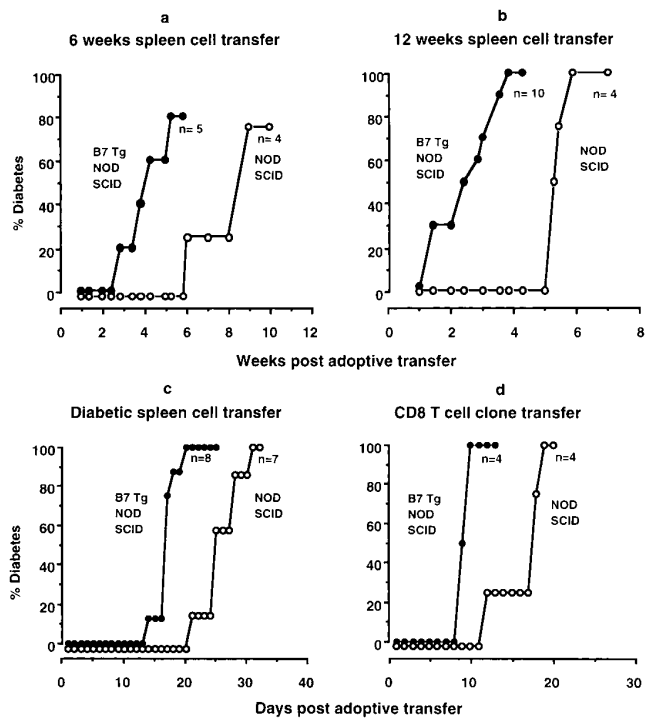 a
6 weeks spleen cell transfer
b
12 weeks spleen cell transfer
% Diabetes
100
80
60
40
20
0
B7 Tg
NOD
SCID
n= 5
n= 4
NOD
SCID
0 2 4 6 8 10 12
100
80
60
40
20
0
B7 Tg
NOD
SCID
n= 10
n= 4
NOD
SCID
0 2 4 6 8
Weeks post adoptive transfer
c
Diabetic spleen cell transfer
d
CD8 T cell clone transfer
% Diabetes
100
80
60
40
20
0
B7 Tg
NOD
SCID
n=8
n=7
NOD
SCID
0 10 20 30 40
100
80
60
40
20
0
B7 Tg
NOD
SCID
n=4
n=4
NOD
SCID
0 10 20 30
Days post adoptive transfer